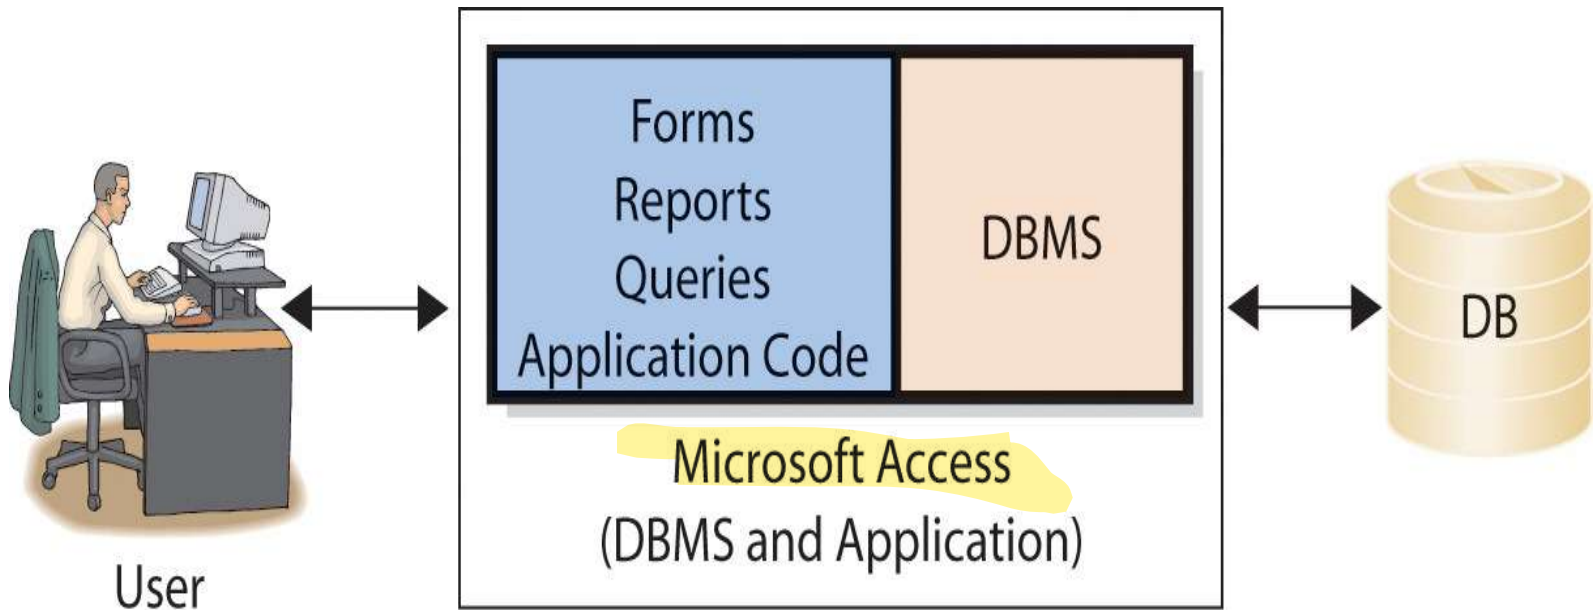 Forms
Reports
Queries
Application Code
DBMS
Microsoft Access
(DBMS and Application)
User
DB